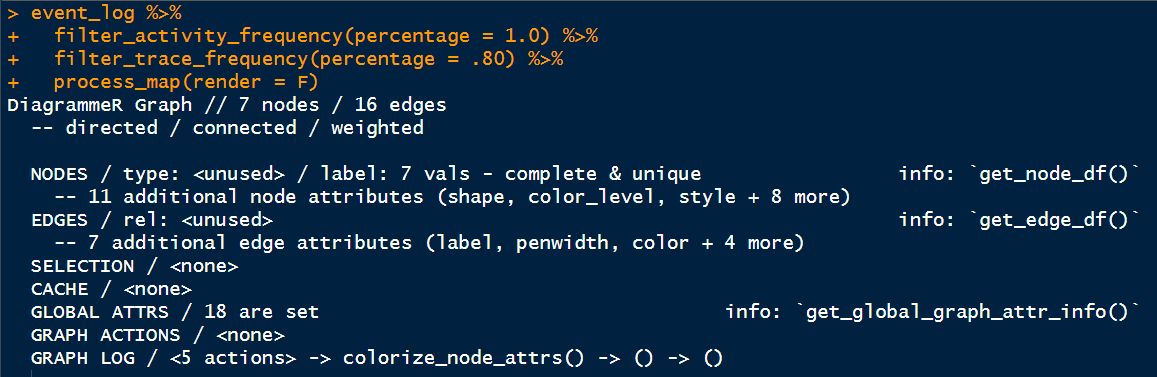 > event_log %>%
+   filter_activity_frequency(percentage = 1.0) %>%
+   filter_trace_frequency(percentage = .80) %>%
+   process_map(render = F)
DiagrammeR Graph // 7 nodes / 16 edges
  -- directed / connected / weighted

  NODES / type: <unused> / label: 7 vals - complete & unique                 info: `get_node_df()`
    -- 11 additional node attributes (shape, color_level, style + 8 more)
  EDGES / rel: <unused>                                                      info: `get_edge_df()`
    -- 7 additional edge attributes (label, penwidth, color + 4 more)
  SELECTION / <none>
  CACHE / <none>
  GLOBAL ATTRS / 18 are set                                   info: `get_global_graph_attr_info()`
  GRAPH ACTIONS / <none>
  GRAPH LOG / <5 actions> -> colorize_node_attrs() -> () -> ()